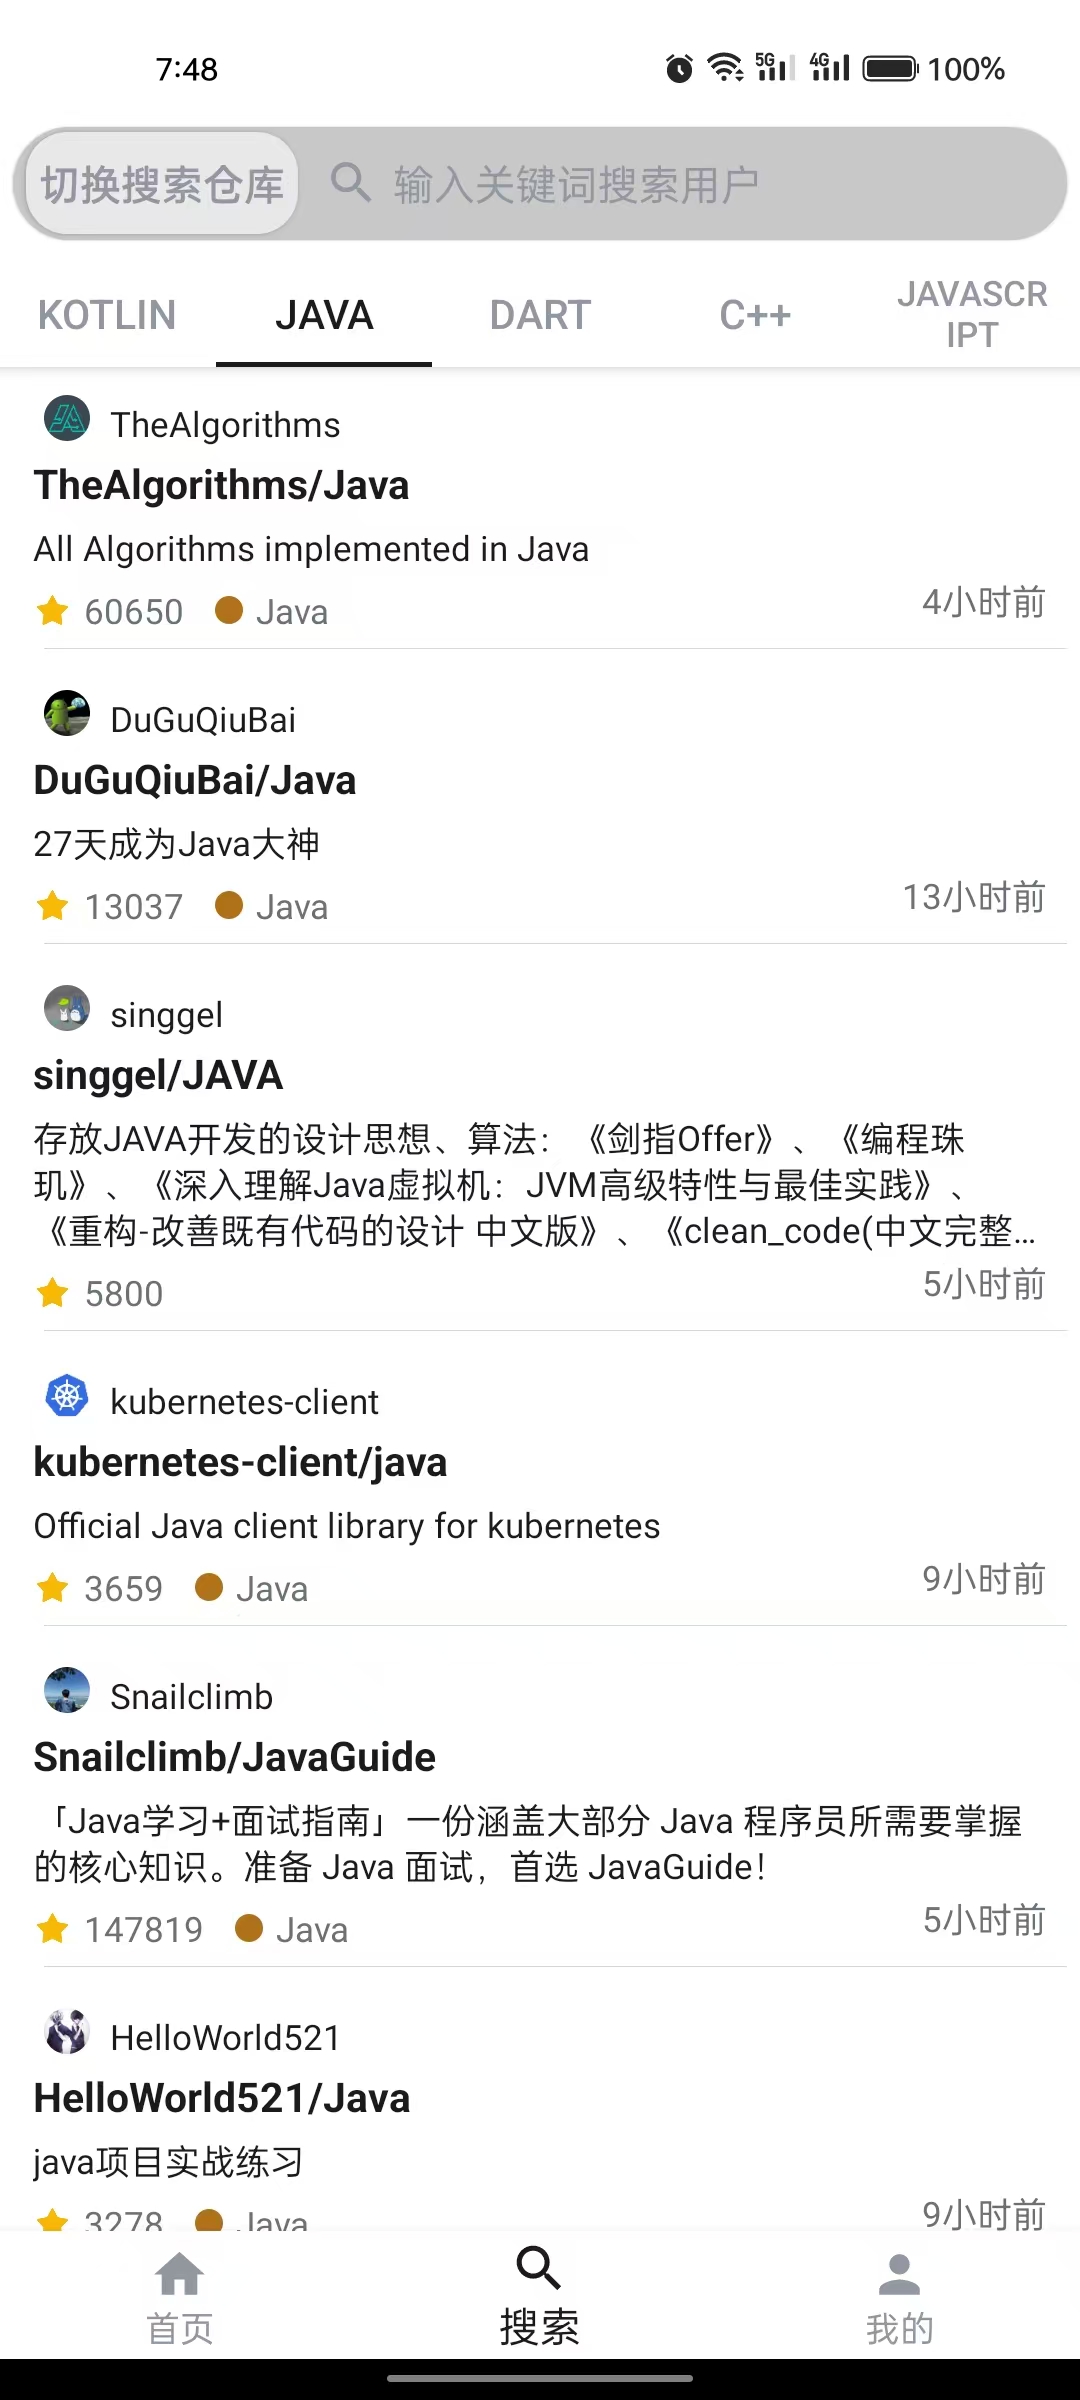 7:48
5G 4G 100%
切换搜索仓库 输入关键词搜索用户
KOTLIN JAVA DART C++ JAVASCR
IPT
TheAlgorithms
TheAlgorithms/Java
All Algorithms implemented in Java
60650 Java 4小时前
DuGuQiuBai
DuGuQiuBai/Java
27天成为Java大神
13037 Java 13小时前
singgel
singgel/JAVA
存放JAVA开发的设计思想、算法：《剑指Offer》、《编程珠
玑》、《深入理解Java虚拟机：JVM高级特性与最佳实践》、
《重构-改善既有代码的设计 中文版》、《clean_code(中文完整...
5800 5小时前
kubernetes-client
kubernetes-client/java
Official Java client library for kubernetes
3659 Java 9小时前
Snailclimb
Snailclimb/JavaGuide
「Java学习+面试指南」一份涵盖大部分 Java 程序员所需要掌握
的核心知识。准备 Java 面试，首选 JavaGuide！
147819 Java 5小时前
HelloWorld521
HelloWorld521/Java
java项目实战练习
3278 Java 9小时前
首页 搜索 我的